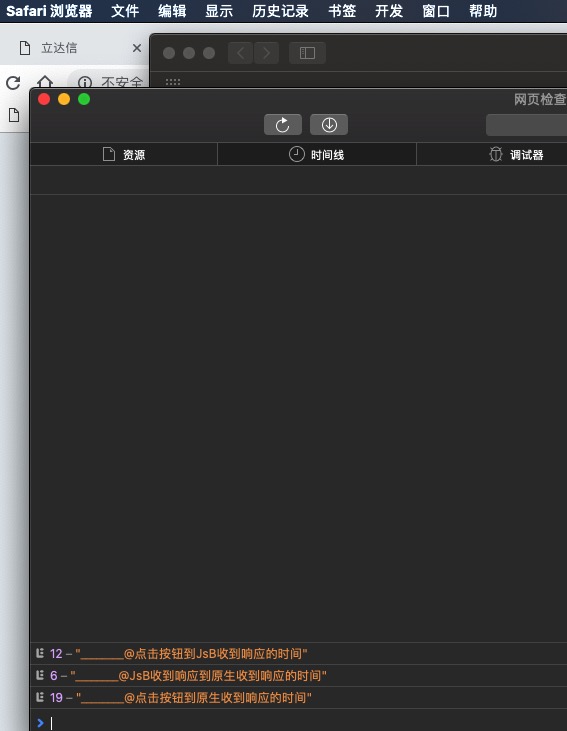 Safari 浏览器 文件 编辑 显示 历史记录 书签 开发 窗口 帮助
立达信
不安全
网页检查
资源 时间线 调试器
12 – "_______@点击按钮到JsB收到响应的时间"
6 – "_______@JsB收到响应到原生收到响应的时间"
19 – "_______@点击按钮到原生收到响应的时间"